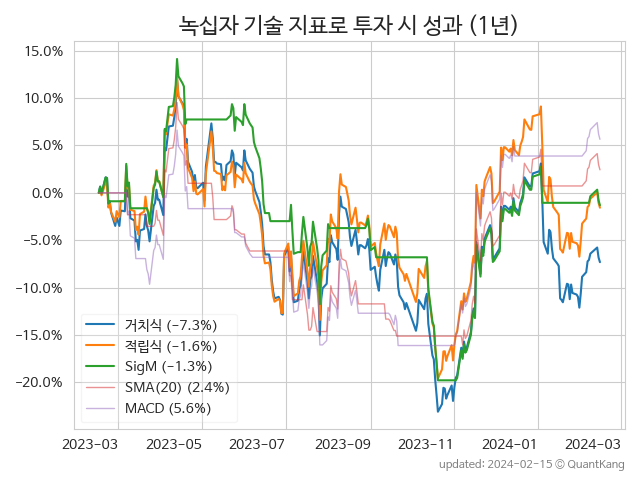 녹십자 기술 지표로 투자 시 성과 (1년)
15.0%
10.0%
5.0%
0.0%
−5.0%
−10.0%
−15.0%
−20.0%
거치식 (−7.3%)
적립식 (−1.6%)
SigM (−1.3%)
SMA(20) (2.4%)
MACD (5.6%)
2023-03 2023-05 2023-07 2023-09 2023-11 2024-01 2024-03
updated: 2024-02-15 © QuantKang